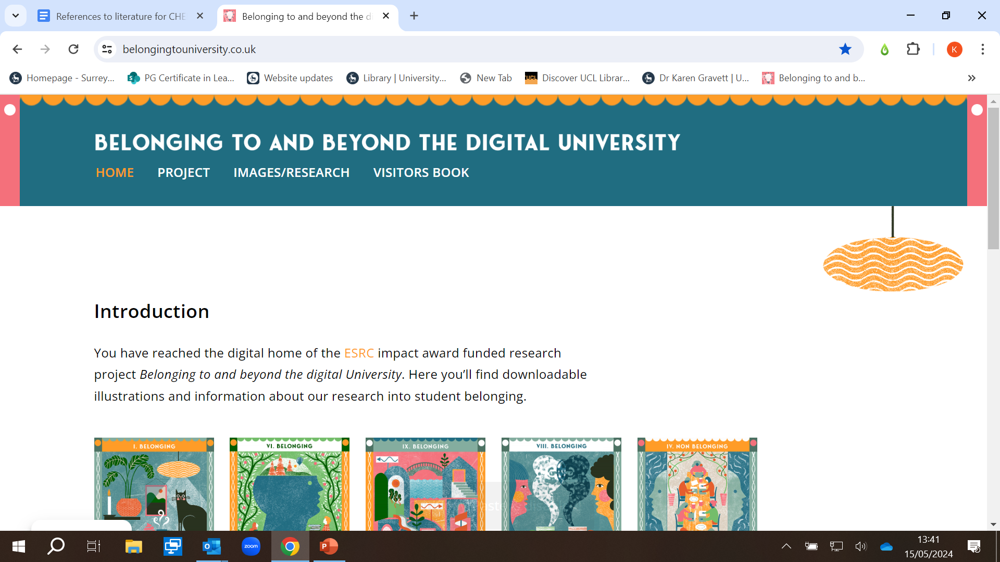 References to literature for CHE
Belonging to and beyond the di
belongingtouniversity.co.uk
K
Homepage - Surrey...
S
PG Certificate in Lea...
Website updates
Library | University...
New Tab
UCL
Discover UCL Librar...
Dr Karen Gravett | U...
Belonging to and b...
BELONGING TO AND BEYOND THE DIGITAL UNIVERSITY
HOME
PROJECT
IMAGES/RESEARCH
VISITORS BOOK
Introduction
You have reached the digital home of the ESRC impact award funded research
project Belonging to and beyond the digital University. Here you’ll find downloadable
illustrations and information about our research into student belonging.
I. BELONGING
VI. BELONGING
IX. BELONGING
VIII. BELONGING
IV. NON BELONGING
O
zoom
P
13:41
15/05/2024